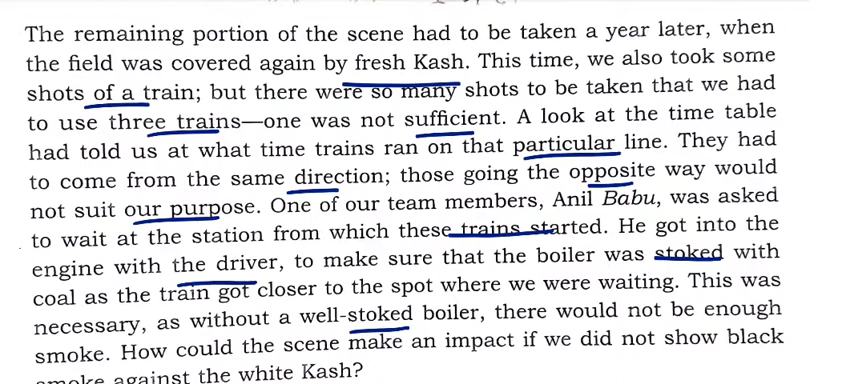 The remaining portion of the scene had to be taken a year later, when
the field was covered again by fresh Kash. This time, we also took some
shots of a train; but there were so many shots to be taken that we had
to use three trains—one was not sufficient. A look at the time table
had told us at what time trains ran on that particular line. They had
to come from the same direction; those going the opposite way would
not suit our purpose. One of our team members, Anil Babu, was asked
to wait at the station from which these trains started. He got into the
engine with the driver, to make sure that the boiler was stoked with
coal as the train got closer to the spot where we were waiting. This was
necessary, as without a well-stoked boiler, there would not be enough
smoke. How could the scene make an impact if we did not show black
smoke against the white Kash?